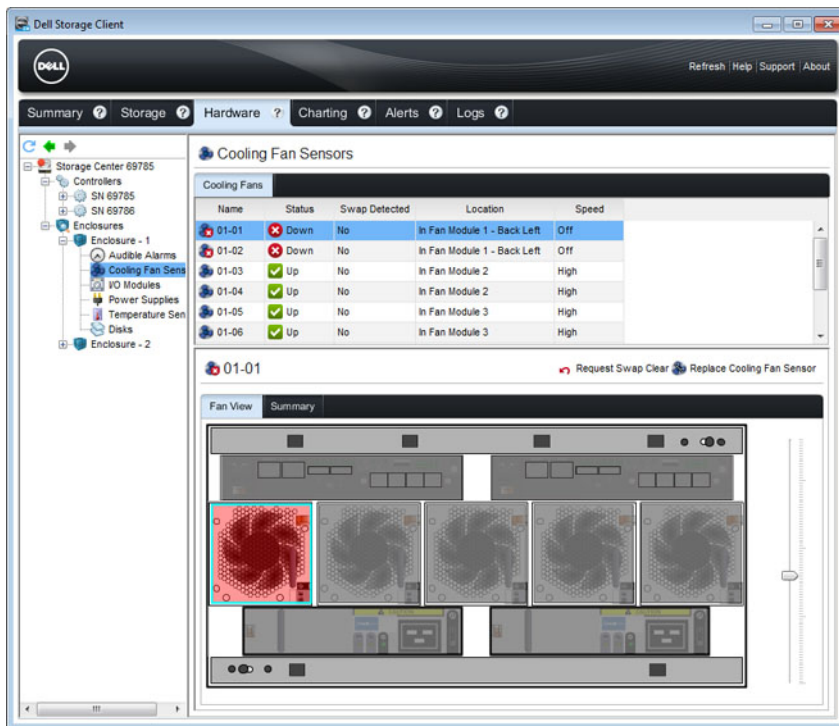 Dell Storage Client
DELL
Refresh | Help | Support | About
Summary ? Storage ? Hardware ? Charting ? Alerts ? Logs ?
Storage Center 69785
Controllers
SN 69785
SN 69786
Enclosures
Enclosure - 1
Audible Alarms
Cooling Fan Sens
I/O Modules
Power Supplies
Temperature Sen
Disks
Enclosure - 2
Cooling Fan Sensors
Cooling Fans
Name Status Swap Detected Location Speed
01-01 Down No In Fan Module 1 - Back Left Off
01-02 Down No In Fan Module 1 - Back Left Off
01-03 Up No In Fan Module 2 High
01-04 Up No In Fan Module 2 High
01-05 Up No In Fan Module 3 High
01-06 Up No In Fan Module 3 High
01-01 Request Swap Clear Replace Cooling Fan Sensor
Fan View Summary